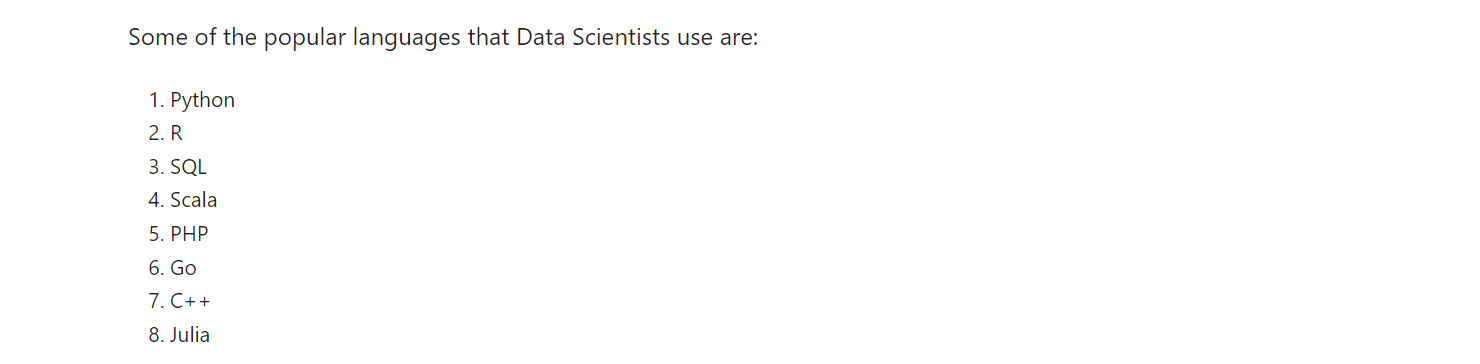 Some of the popular languages that Data Scientists use are:
1. Python
2. R
3. SQL
4. Scala
5. PHP
6. Go
7. C++
8. Julia